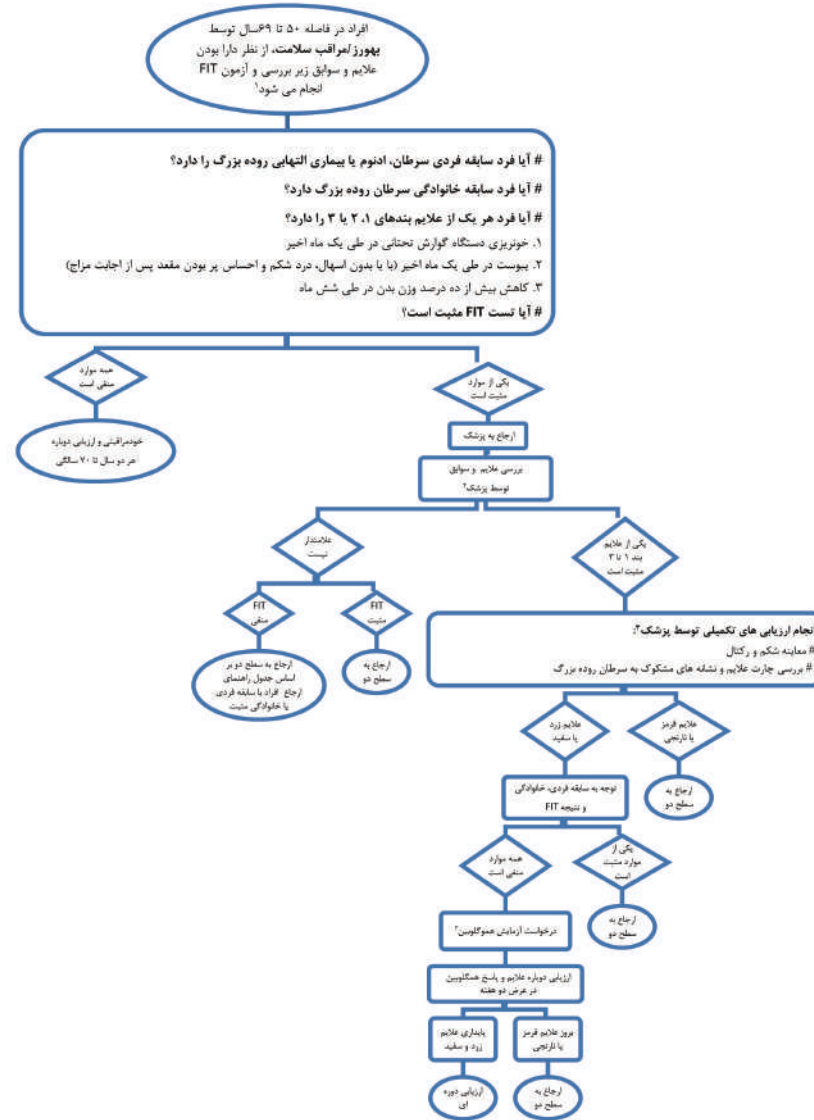 افراد در فاصله ۵۰ تا ۶۹سال توسط
بهورز/مراقب سلامت، از نظر دارا بودن
علایم و سوابق زیر بررسی و آزمون FIT
انجام می شود۱
# آیا فرد سابقه فردی سرطان، ادنوم یا بیماری التهابی روده بزرگ را دارد؟
# آیا فرد سابقه خانوادگی سرطان روده بزرگ دارد؟
# آیا فرد هر یک از علایم بندهای ۱، ۲ یا ۳ را دارد؟
۱. خونریزی دستگاه گوارش تحتانی در طی یک ماه اخیر
۲. یبوست در طی یک ماه اخیر (با یا بدون اسهال، درد شکم و احساس پر بودن مقعد پس از اجابت مزاج)
۳. کاهش بیش از ده درصد وزن بدن در طی شش ماه
# آیا تست FIT مثبت است؟
یکی از موارد
مثبت است
همه موارد
منفی است
ارجاع به پزشک
خودمراقبتی و ارزیابی دوباره
هر دو سال تا ۷۰ سالگی
بررسی علایم و سوابق
توسط پزشک۲
یکی از علایم
بند ۱ تا ۳
مثبت است
علامتدار
نیست
FIT
مثبت
FIT
منفی
ارجاع به
سطح دو
ارجاع به سطح دو بر
اساس جدول راهنمای
ارجاع افراد با سابقه فردی
یا خانوادگی مثبت
انجام ارزیابی های تکمیلی توسط پزشک۳:
# معاینه شکم و رکتال
# بررسی چارت علایم و نشانه های مشکوک به سرطان روده بزرگ
علایم قرمز
یا نارنجی
علایم زرد
یا سفید
ارجاع به
سطح دو
توجه به سابقه فردی، خانوادگی
و نتیجه FIT
یکی از
موارد مثبت
است
همه موارد
منفی است
ارجاع به
سطح دو
درخواست آزمایش هموگلوبین۳
ارزیابی دوباره علایم و پاسخ همگلوبین
در عرض دو هفته
بروز علایم قرمز
یا نارنجی
پایداری علایم
زرد و سفید
ارجاع به
سطح دو
ارزیابی دوره
ای